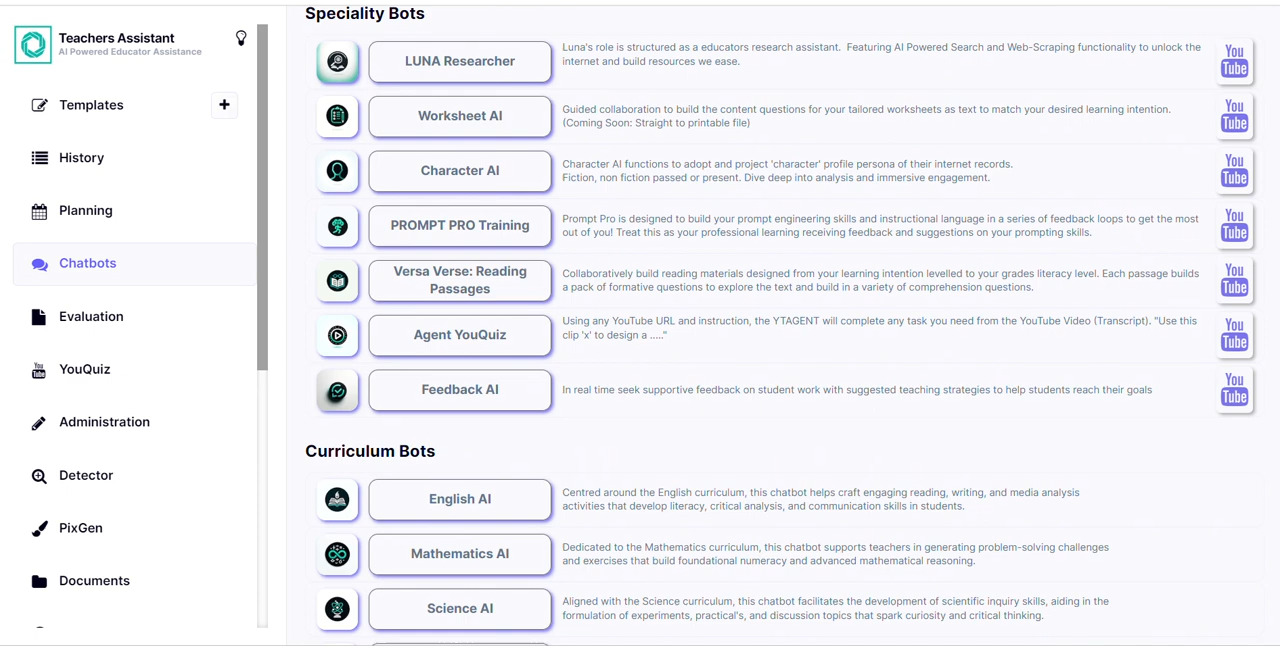 Teachers Assistant
AI Powered Educator Assistance
Templates
+
History
Planning
Chatbots
Evaluation
You
Tube
YouQuiz
Administration
Detector
PixGen
Documents
Speciality Bots
LUNA Researcher
Luna's role is structured as a educators research assistant. Featuring AI Powered Search and Web-Scraping functionality to unlock the
internet and build resources we ease.
You
Tube
Worksheet AI
Guided collaboration to build the content questions for your tailored worksheets as text to match your desired learning intention.
(Coming Soon: Straight to printable file)
You
Tube
Character AI
Character AI functions to adopt and project 'character' profile persona of their internet records.
Fiction, non fiction passed or present. Dive deep into analysis and immersive engagement.
You
Tube
PROMPT PRO Training
Prompt Pro is designed to build your prompt engineering skills and instructional language in a series of feedback loops to get the most
out of you! Treat this as your professional learning receiving feedback and suggestions on your prompting skills.
You
Tube
Versa Verse: Reading
Passages
Collaboratively build reading materials designed from your learning intention levelled to your grades literacy level. Each passage builds
a pack of formative questions to explore the text and build in a variety of comprehension questions.
You
Tube
Agent YouQuiz
Using any YouTube URL and instruction, the YTAGENT will complete any task you need from the YouTube Video (Transcript). "Use this
clip 'x' to design a ....."
You
Tube
Feedback AI
In real time seek supportive feedback on student work with suggested teaching strategies to help students reach their goals
You
Tube
Curriculum Bots
English AI
Centred around the English curriculum, this chatbot helps craft engaging reading, writing, and media analysis
activities that develop literacy, critical analysis, and communication skills in students.
Mathematics AI
Dedicated to the Mathematics curriculum, this chatbot supports teachers in generating problem-solving challenges
and exercises that build foundational numeracy and advanced mathematical reasoning.
Science AI
Aligned with the Science curriculum, this chatbot facilitates the development of scientific inquiry skills, aiding in the
formulation of experiments, practical's, and discussion topics that spark curiosity and critical thinking.